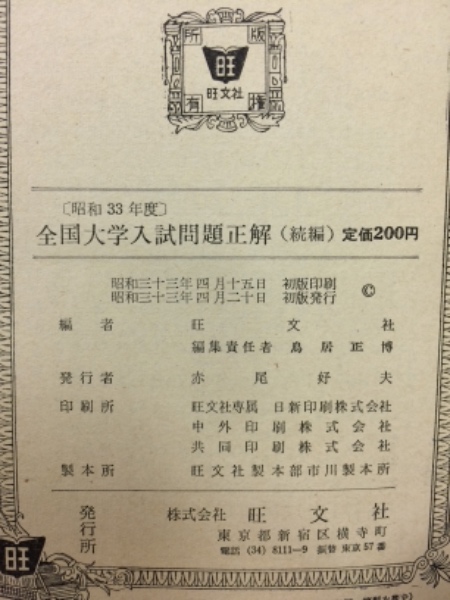 所 版
旺
旺文社
有 権
〔昭和33年度〕
全国大学入試問題正解(続編) 定価200円
昭和三十三年四月十五日 初版印刷
昭和三十三年四月二十日 初版発行 ©
編者 旺文社
編集責任者 鳥居正博
発行者 赤尾好夫
印刷所 旺文社専属 日新印刷株式会社
中外印刷株式会社
共同印刷株式会社
製本所 旺文社製本部市川製本所
発行所 株式会社 旺文社
東京都新宿区横寺町
電話 (34) 8111-9 振替 東京57番
旺